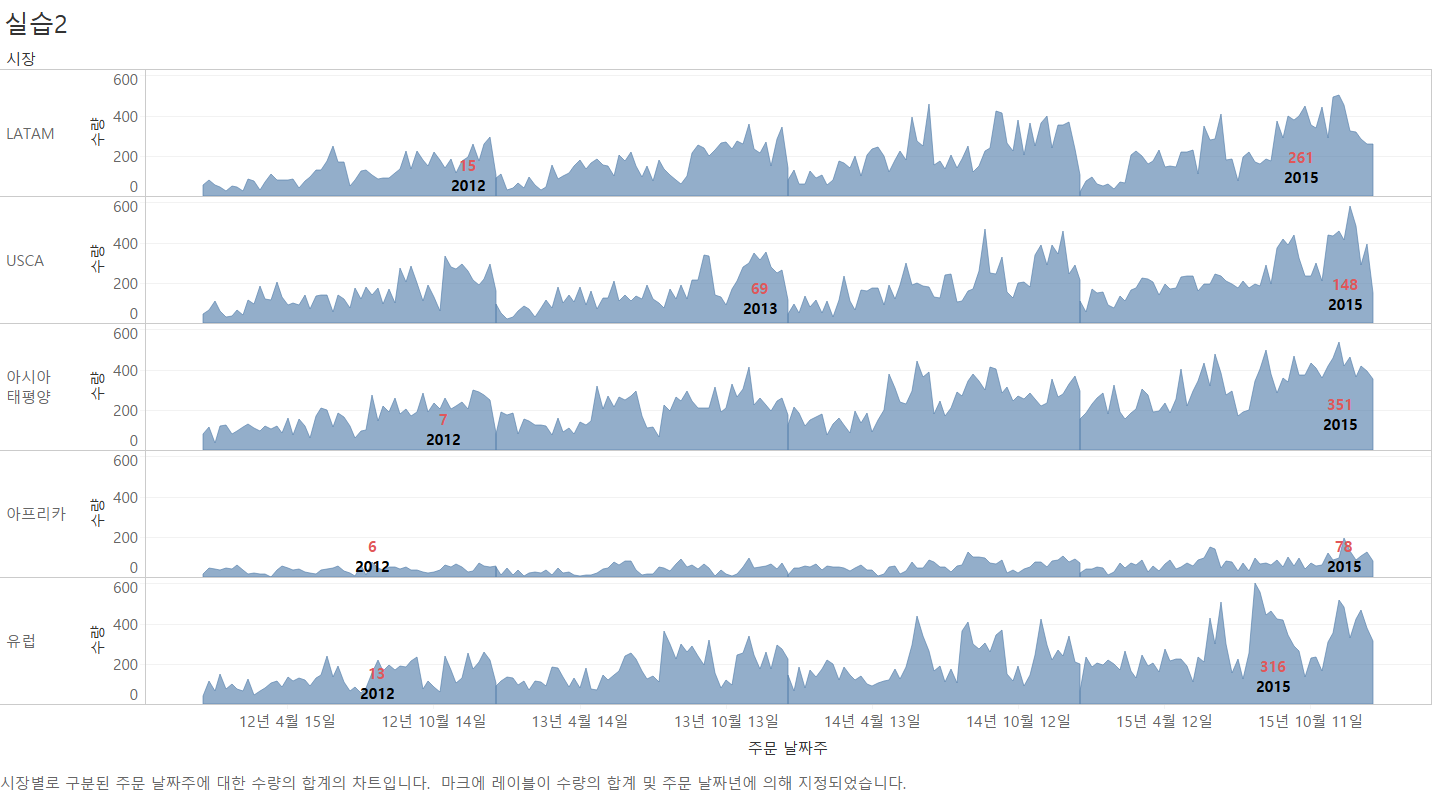 실습2
시장
LATAM
수량
600
400
200
0
15
2012
261
2015
USCA
수량
600
400
200
0
69
2013
148
2015
아시아
태평양
수량
600
400
200
0
7
2012
351
2015
아프리카
수량
600
400
200
0
6
2012
78
2015
유럽
수량
600
400
200
0
13
2012
316
2015
12년 4월 15일 12년 10월 14일 13년 4월 14일 13년 10월 13일 14년 4월 13일 14년 10월 12일 15년 4월 12일 15년 10월 11일
주문 날짜주
시장별로 구분된 주문 날짜주에 대한 수량의 합계의 차트입니다.  마크에 레이블이 수량의 합계 및 주문 날짜년에 의해 지정되었습니다.